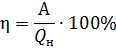 η = A / Qн · 100%